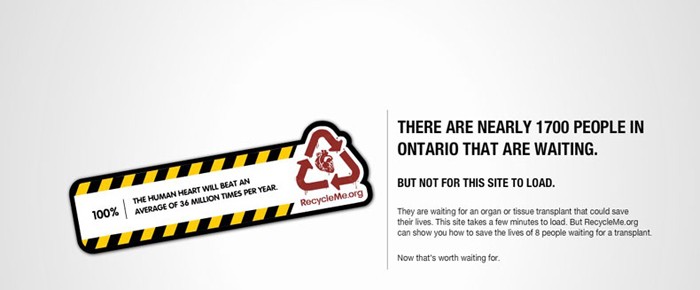 100%
THE HUMAN HEART WILL BEAT AN
AVERAGE OF 36 MILLION TIMES PER YEAR.
RecycleMe.org
THERE ARE NEARLY 1700 PEOPLE IN
ONTARIO THAT ARE WAITING.
BUT NOT FOR THIS SITE TO LOAD.
They are waiting for an organ or tissue transplant that could save
their lives. This site takes a few minutes to load. But RecycleMe.org
can show you how to save the lives of 8 people waiting for a transplant.
Now that's worth waiting for.